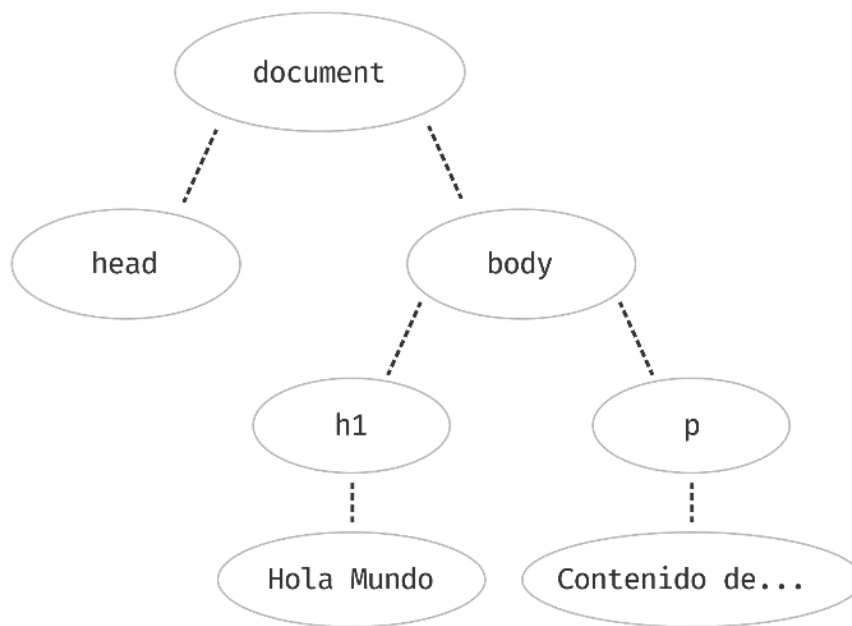 document
head
body
h1
p
Hola Mundo
Contenido de...